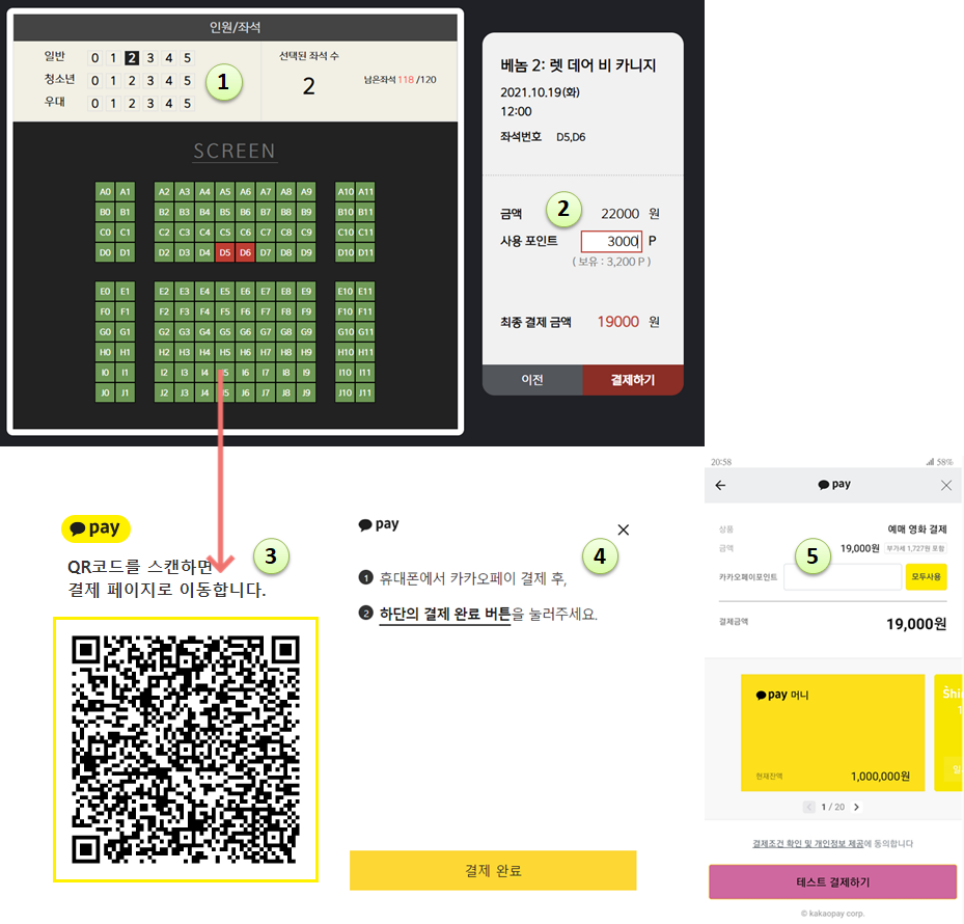 인원/좌석
일반 0 1 2 3 4 5
청소년 0 1 2 3 4 5
우대 0 1 2 3 4 5
1
선택된 좌석 수
2
남은좌석 118 /120
SCREEN
A0 A1 A2 A3 A4 A5 A6 A7 A8 A9 A10 A11
B0 B1 B2 B3 B4 B5 B6 B7 B8 B9 B10 B11
C0 C1 C2 C3 C4 C5 C6 C7 C8 C9 C10 C11
D0 D1 D2 D3 D4 D5 D6 D7 D8 D9 D10 D11
E0 E1 E2 E3 E4 E5 E6 E7 E8 E9 E10 E11
F0 F1 F2 F3 F4 F5 F6 F7 F8 F9 F10 F11
G0 G1 G2 G3 G4 G5 G6 G7 G8 G9 G10 G11
H0 H1 H2 H3 H4 H5 H6 H7 H8 H9 H10 H11
I0 I1 I2 I3 I4 I5 I6 I7 I8 I9 I10 I11
J0 J1 J2 J3 J4 J5 J6 J7 J8 J9 J10 J11
베놈 2: 렛 데어 비 카니지
2021.10.19(화)
12:00
좌석번호 D5,D6
2
금액 22000 원
사용 포인트 3000 P
( 보유 : 3,200 P )
최종 결제 금액 19000 원
이전 결제하기
pay
3
QR코드를 스캔하면
결제 페이지로 이동합니다.
pay
4
1 휴대폰에서 카카오페이 결제 후,
2 하단의 결제 완료 버튼을 눌러주세요.
결제 완료
20:58 58%
pay
5
상품 예매 영화 결제
금액 19,000원 부가세 1,727원 포함
카카오페이포인트 모두사용
결제금액 19,000원
pay 머니
Shi
현재잔액 1,000,000원
1 / 20
결제조건 확인 및 개인정보 제공에 동의합니다
테스트 결제하기
© kakaopay corp.